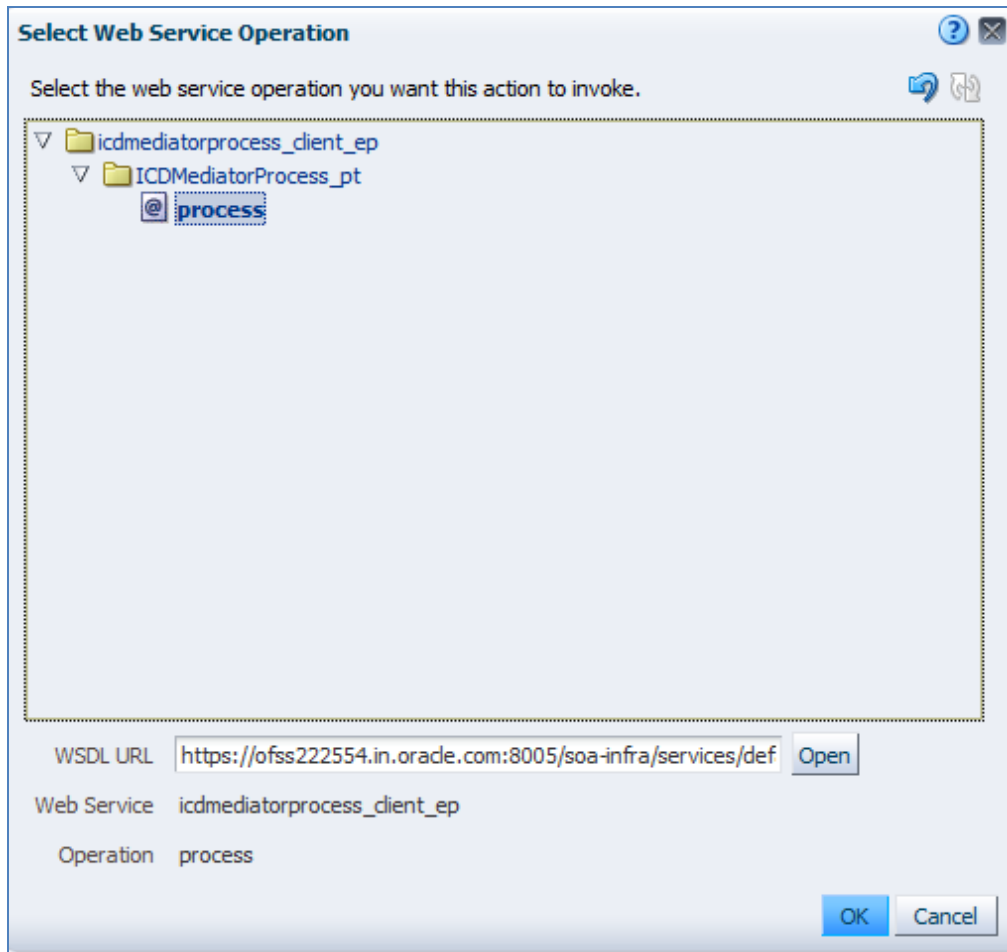 Select Web Service Operation
Select the web service operation you want this action to invoke.
icdmediatorprocess_client_ep
ICDMediatorProcess_pt
@ process
WSDL URL https://ofss222554.in.oracle.com:8005/soa-infra/services/def Open
Web Service icdmediatorprocess_client_ep
Operation process
OK Cancel